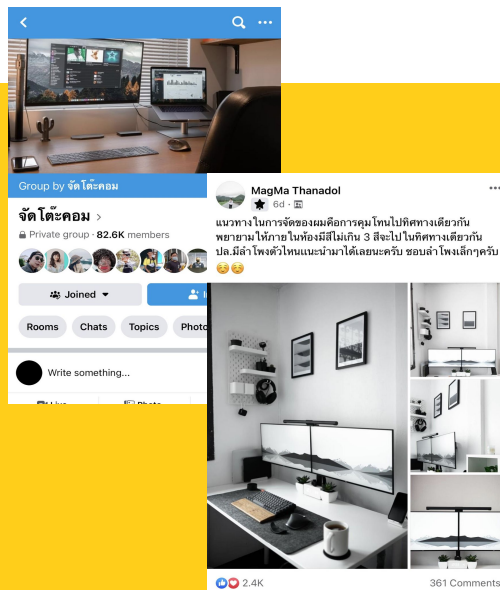 Group by จัดโต๊ะคอม
จัดโต๊ะคอม >
Private group · 82.6K members
Joined
Rooms
Chats
Topics
Write something...
MagMa Thanadol
6d ·
แนวทางในการจัดของผมคือการคุมโทนไปทิศทางเดียวกัน
พยายามให้ภายในห้องมีสีไม่เกิน 3 สีจะไปในทิศทางเดียวกัน
ปล.มีลำโพงตัวไหนแนะนำมาได้เลยนะครับ ชอบลำโพงเล็กๆครับ
2.4K
361 Comments